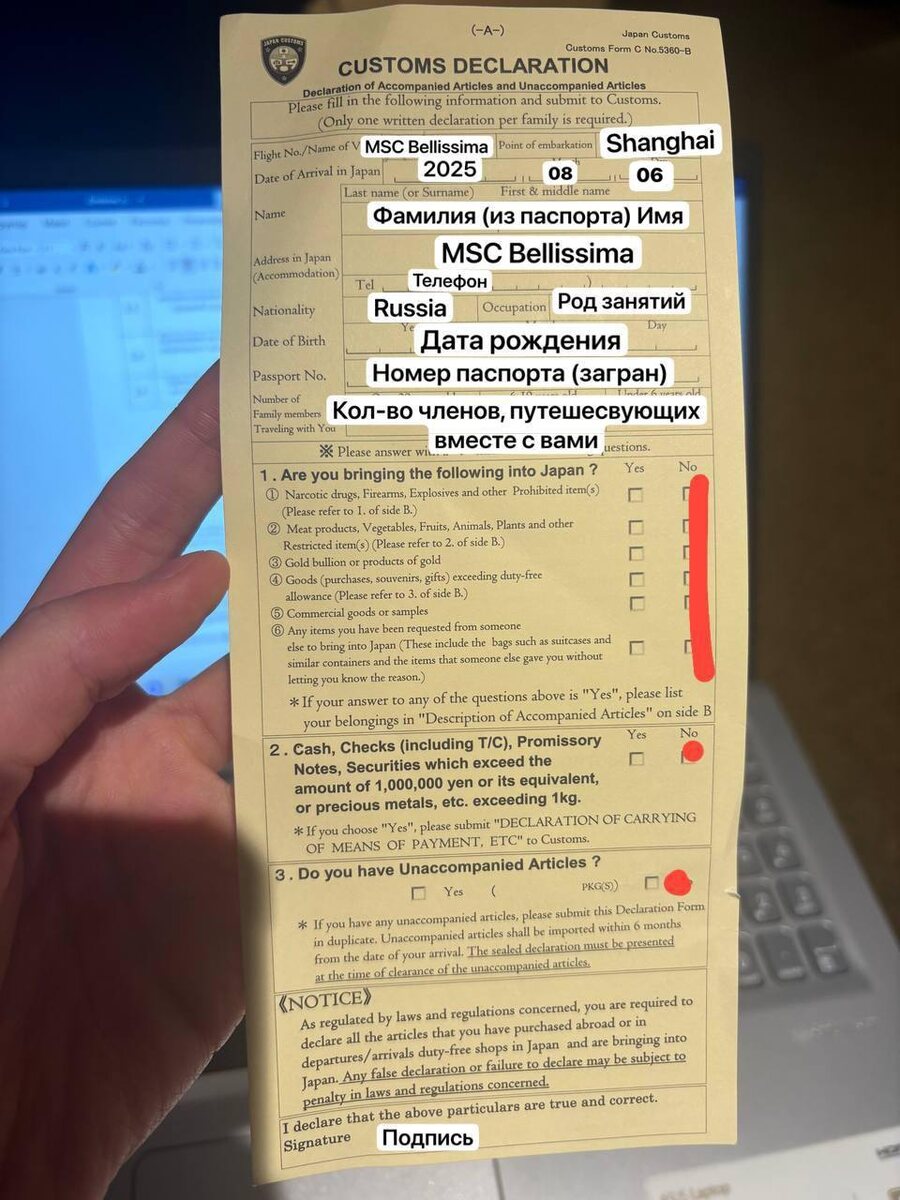 (-A-)
Japan Customs
Customs Form C No.5360-B
JAPAN CUSTOMS
CUSTOMS DECLARATION
Declaration of Accompanied Articles and Unaccompanied Articles
Please fill in the following information and submit to Customs.
(Only one written declaration per family is required.)
Flight No./Name of V MSC Bellissima Point of embarkation Shanghai
Date of Arrival in Japan 2025 08 06
Last name (or Surname) First & middle name
Name Фамилия (из паспорта) Имя
Address in Japan
(Accommodation)
MSC Bellissima
Tel Телефон )
Nationality Russia Occupation Род занятий
Day
Date of Birth Дата рождения
Passport No. Номер паспорта (загран)
Number of
Family members
Traveling with You
Кол-во членов, путешесвующих
вместе с вами
※ Please answer uestions.
1. Are you bringing the following into Japan ? Yes No
① Narcotic drugs, Firearms, Explosives and other Prohibited item(s)
(Please refer to 1. of side B.)
② Meat products, Vegetables, Fruits, Animals, Plants and other
Restricted item(s) (Please refer to 2. of side B.)
③ Gold bullion or products of gold
④ Goods (purchases, souvenirs, gifts) exceeding duty-free
allowance (Please refer to 3. of side B.)
⑤ Commercial goods or samples
⑥ Any items you have been requested from someone
else to bring into Japan (These include the bags such as suitcases and
similar containers and the items that someone else gave you without
letting you know the reason.)
*If your answer to any of the questions above is "Yes", please list
your belongings in "Description of Accompanied Articles" on side B
2. Cash, Checks (including T/C), Promissory Yes No
Notes, Securities which exceed the
amount of 1,000,000 yen or its equivalent,
or precious metals, etc. exceeding 1kg.
*If you choose "Yes", please submit "DECLARATION OF CARRYING
OF MEANS OF PAYMENT, ETC" to Customs.
3. Do you have Unaccompanied Articles ?
Yes ( PKG(S))
* If you have any unaccompanied articles, please submit this Declaration Form
in duplicate. Unaccompanied articles shall be imported within 6 months
from the date of your arrival. The sealed declaration must be presented
at the time of clearance of the unaccompanied articles.
《NOTICE》
As regulated by laws and regulations concerned, you are required to
declare all the articles that you have purchased abroad or in
departures/arrivals duty-free shops in Japan and are bringing into
Japan. Any false declaration or failure to declare may be subject to
penalty in laws and regulations concerned.
I declare that the above particulars are true and correct.
Signature Подпись